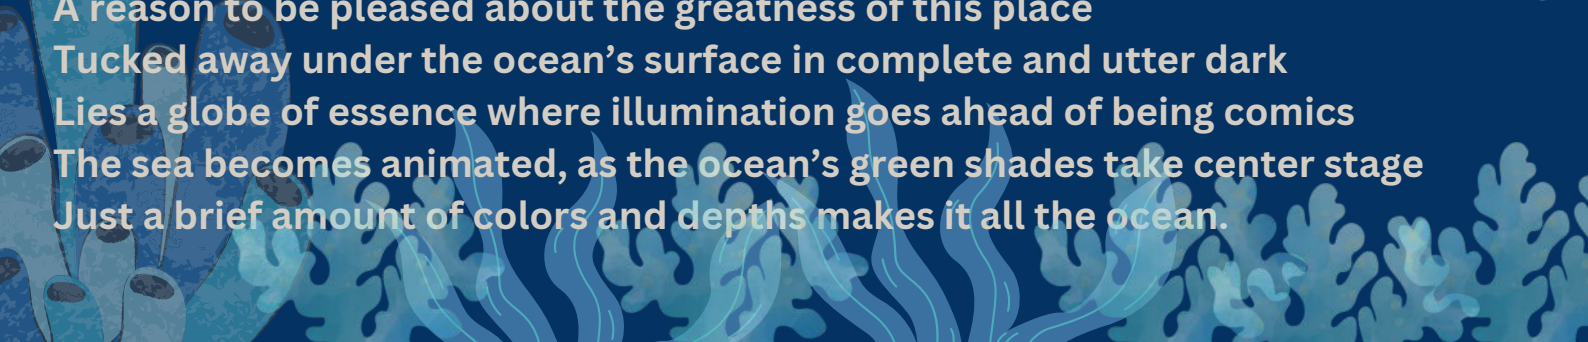 A reason to be pleased about the greatness of this place
Tucked away under the ocean’s surface in complete and utter dark
Lies a globe of essence where illumination goes ahead of being comics
The sea becomes animated, as the ocean’s green shades take center stage
Just a brief amount of colors and depths makes it all the ocean.